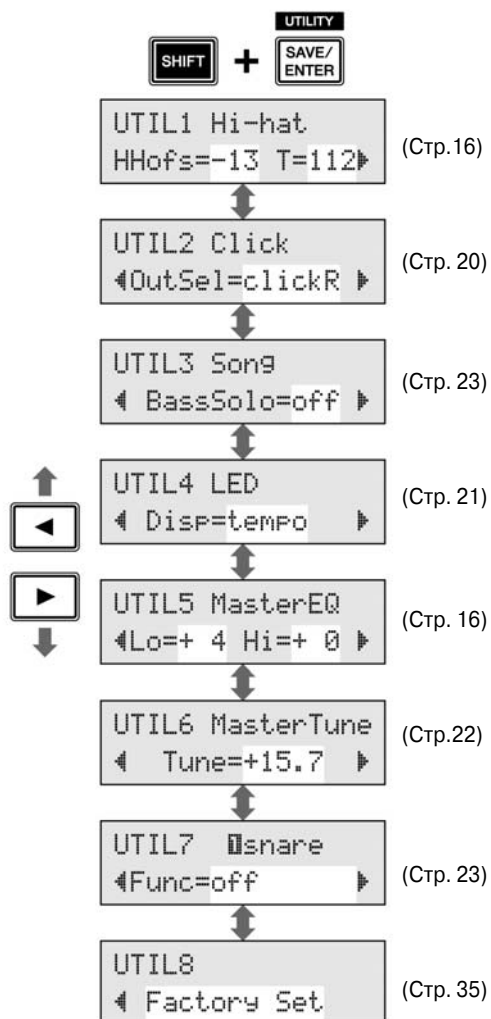 UTILITY
SHIFT + SAVE/
ENTER
UTIL1 Hi-hat
HHofs=-13 T=112
(Стр.16)
UTIL2 Click
OutSel=clickR
(Стр. 20)
UTIL3 Song
BassSolo=off
(Стр. 23)
UTIL4 LED
Disp=tempo
(Стр. 21)
UTIL5 MasterEQ
Lo=+ 4 Hi=+ 0
(Стр. 16)
UTIL6 MasterTune
Tune=+15.7
(Стр.22)
UTIL7 1snare
Func=off
(Стр. 23)
UTIL8
Factory Set
(Стр. 35)